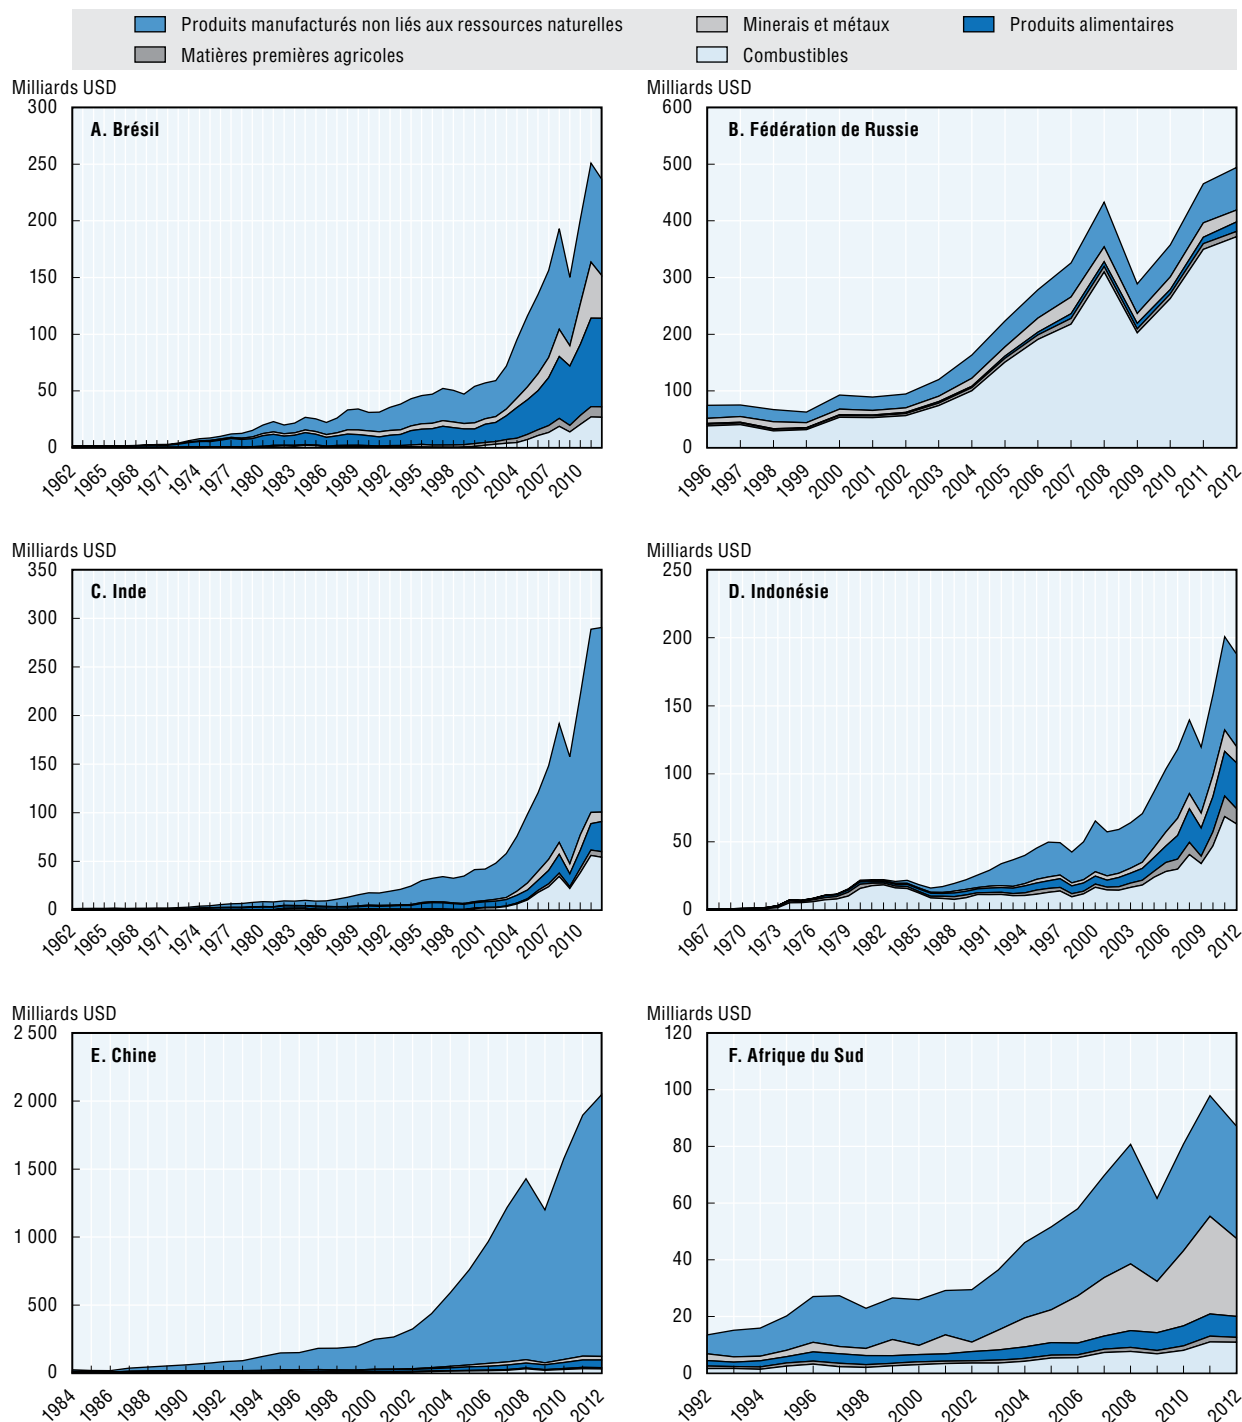 Produits manufacturés non liés aux ressources naturelles Minerais et métaux Produits alimentaires
Matières premières agricoles Combustibles
Milliards USD
300
250
200
150
100
50
0
A. Brésil
1962 1965 1968 1971 1974 1977 1980 1983 1986 1989 1992 1995 1998 2001 2004 2007 2010
Milliards USD
600
500
400
300
200
100
0
B. Fédération de Russie
1996 1997 1998 1999 2000 2001 2002 2003 2004 2005 2006 2007 2008 2009 2010 2011 2012
Milliards USD
350
300
250
200
150
100
50
0
C. Inde
1962 1965 1968 1971 1974 1977 1980 1983 1986 1989 1992 1995 1998 2001 2004 2007 2010
Milliards USD
250
200
150
100
50
0
D. Indonésie
1967 1970 1973 1976 1979 1982 1985 1988 1991 1994 1997 2000 2003 2006 2009 2012
Milliards USD
2 500
2 000
1 500
1 000
500
0
E. Chine
1984 1986 1988 1990 1992 1994 1996 1998 2000 2002 2004 2006 2008 2010 2012
Milliards USD
120
100
80
60
40
20
0
F. Afrique du Sud
1992 1994 1996 1998 2000 2002 2004 2006 2008 2010 2012